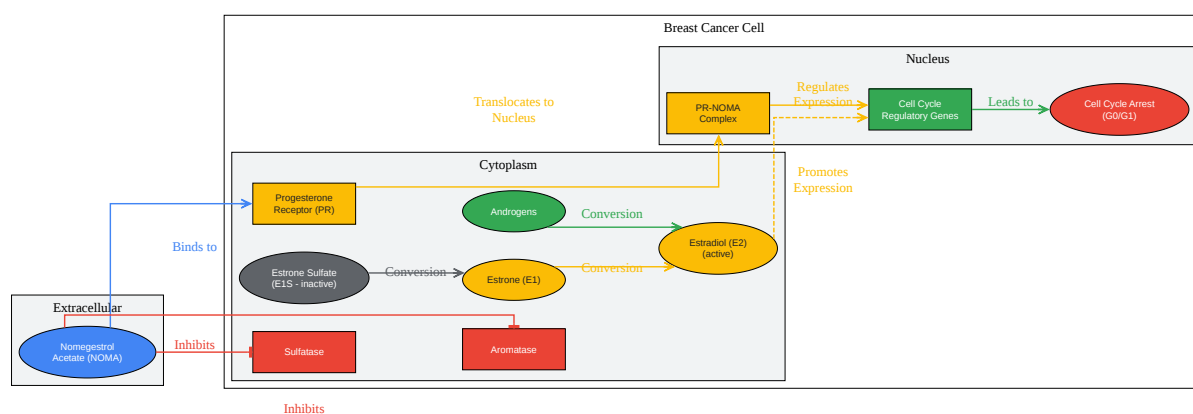 Breast Cancer Cell
Nucleus
Translocates to
Nucleus
PR-NOMA
Complex
Regulates
Expression
Cell Cycle
Regulatory Genes
Leads to
Cell Cycle Arrest
(G0/G1)
Cytoplasm
Promotes
Expression
Progesterone
Receptor (PR)
Androgens
Conversion
Binds to
Estradiol (E2)
(active)
Estrone Sulfate
(E1S - inactive)
Conversion
Estrone (E1)
Conversion
Extracellular
Nomegestrol
Acetate (NOMA)
Inhibits
Sulfatase
Aromatase
Inhibits